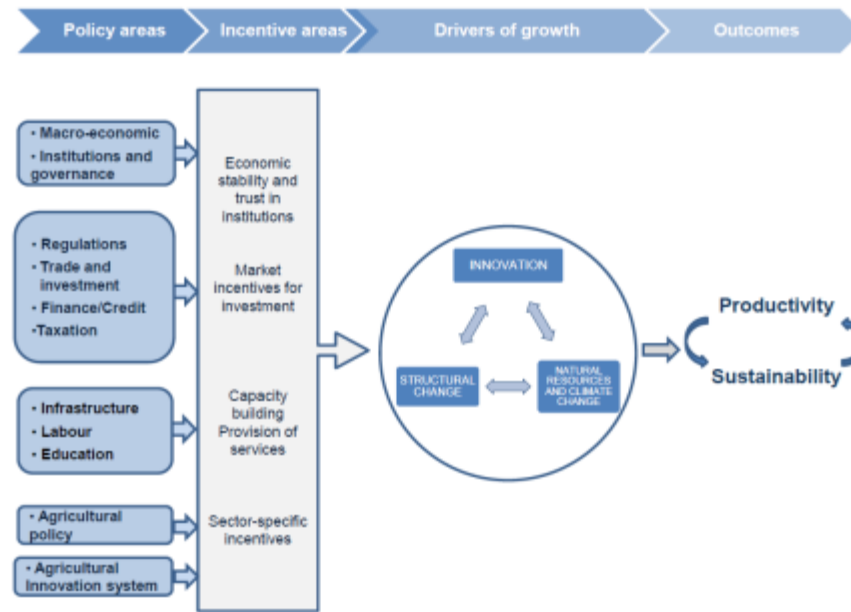 Policy areas
Incentive areas
Drivers of growth
Outcomes
• Macro-economic
• Institutions and
governance
Economic
stability and
trust in
institutions
• Regulations
• Trade and
investment
• Finance/Credit
•Taxation
Market
incentives for
investment
• Infrastructure
• Labour
• Education
Capacity
building
Provision of
services
• Agricultural
policy
Sector-specific
incentives
• Agricultural
Innovation system
INNOVATION
STRUCTURAL
CHANGE
NATURAL
RESOURCES
AND CLIMATE
CHANGE
Productivity
Sustainability